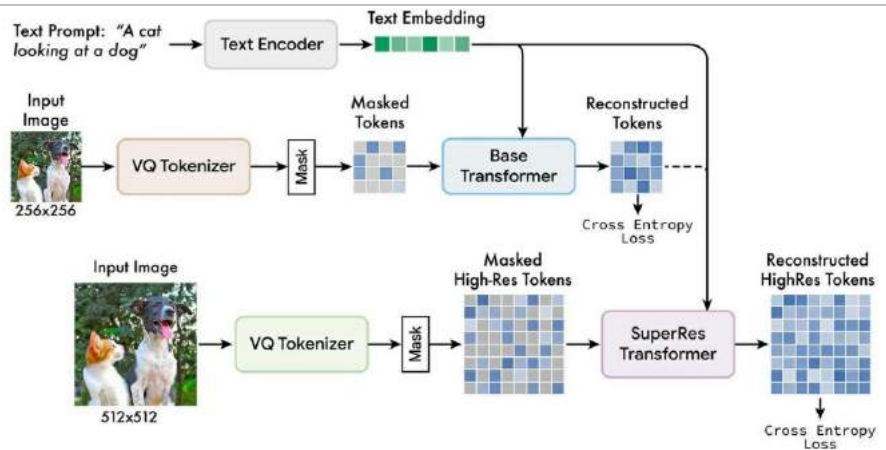 Text Prompt: "A cat
looking at a dog"
Text Encoder
Text Embedding
Input
Image
256x256
VQ Tokenizer
Mask
Masked
Tokens
Base
Transformer
Reconstructed
Tokens
Cross Entropy
Loss
Input Image
512x512
VQ Tokenizer
Mask
Masked
High-Res Tokens
SuperRes
Transformer
Reconstructed
HighRes Tokens
Cross Entropy
Loss